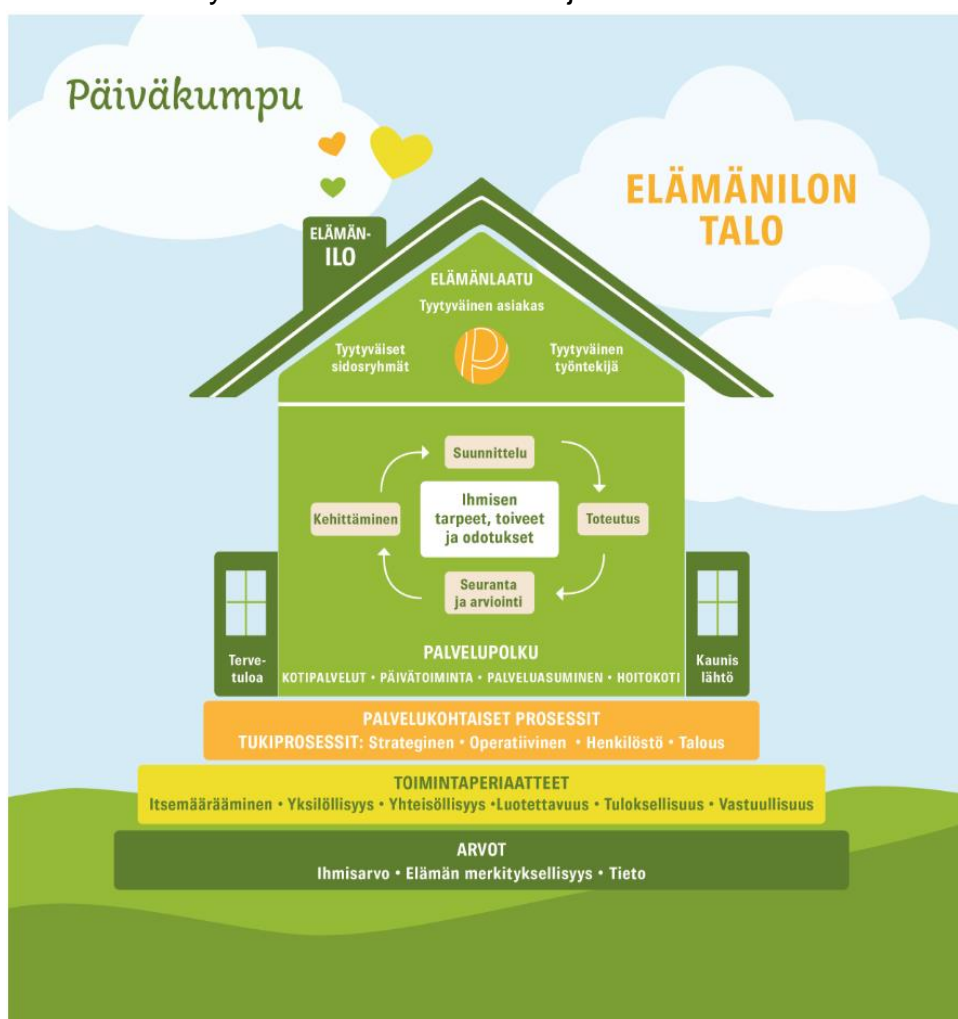 Päiväkumpu
ELÄMÄNILON
TALO
ELÄMÄN-
ILO
ELÄMÄNLAATU
Tyytyväinen asiakas
Tyytyväiset
sidosryhmät
Tyytyväinen
työntekijä
Suunnittelu
Kehittäminen
Ihmisen
tarpeet, toiveet
ja odotukset
Toteutus
Seuranta
ja arviointi
PALVELUPOLKU
KOTIPALVELUT • PÄIVÄTOIMINTA • PALVELUASUMINEN • HOITOKOTI
Terve-
tuloa
Kaunis
lähtö
PALVELUKOHTAISET PROSESSIT
TUKIPROSESSIT: Strateginen • Operatiivinen • Henkilöstö • Talous
TOIMINTAPERIAATTEET
Itsemäärääminen • Yksilöllisyys • Yhteisöllisyys •Luotettavuus • Tuloksellisuus • Vastuullisuus
ARVOT
Ihmisarvo • Elämän merkityksellisyys • Tieto